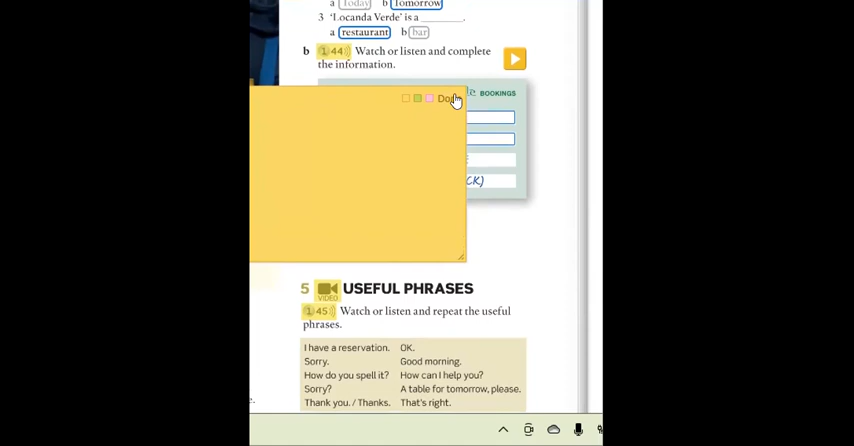 a Today b Tomorrow
3 'Locanda Verde' is a ________.
a restaurant b bar
b 1 44 Watch or listen and complete
the information.
BOOKINGS
CK)
5 VIDEO USEFUL PHRASES
1 45 Watch or listen and repeat the useful
phrases.
I have a reservation. OK.
Sorry. Good morning.
How do you spell it? How can I help you?
Sorry? A table for tomorrow, please.
Thank you. / Thanks. That's right.